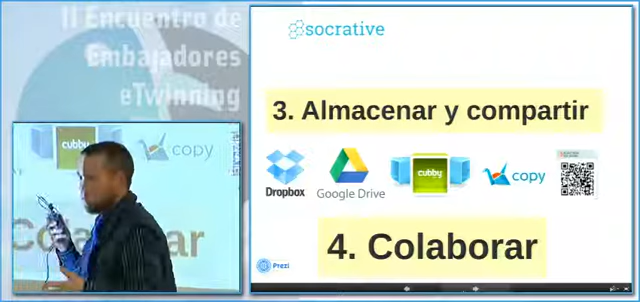 II Encuentro de
Embajadores
eTwinning
socrative
3. Almacenar y compartir
Dropbox
Google Drive
cubby
copy
4. Colaborar
Prezi
cubby
copy
Colaborar